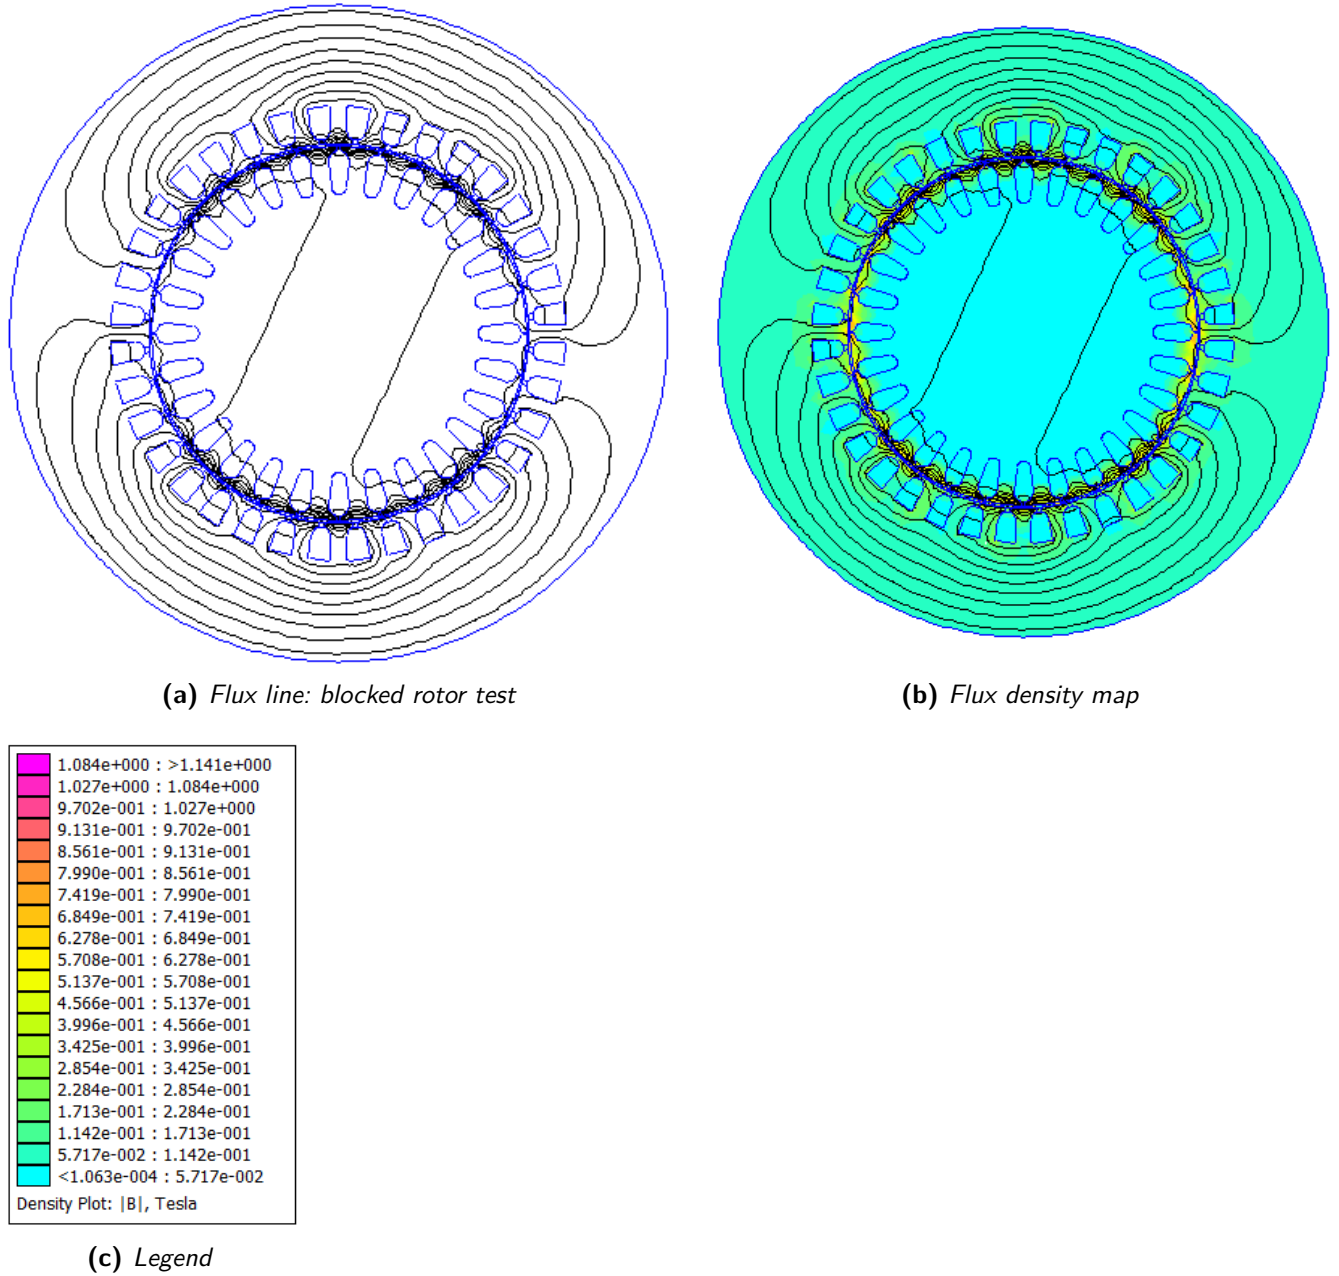 (a) Flux line: blocked rotor test
(b) Flux density map
1.084e+000 : >1.141e+000
1.027e+000 : 1.084e+000
9.702e-001 : 1.027e+000
9.131e-001 : 9.702e-001
8.561e-001 : 9.131e-001
7.990e-001 : 8.561e-001
7.419e-001 : 7.990e-001
6.849e-001 : 7.419e-001
6.278e-001 : 6.849e-001
5.708e-001 : 6.278e-001
5.137e-001 : 5.708e-001
4.566e-001 : 5.137e-001
3.996e-001 : 4.566e-001
3.425e-001 : 3.996e-001
2.854e-001 : 3.425e-001
2.284e-001 : 2.854e-001
1.713e-001 : 2.284e-001
1.142e-001 : 1.713e-001
5.717e-002 : 1.142e-001
<1.063e-004 : 5.717e-002
Density Plot: |B|, Tesla
(c) Legend